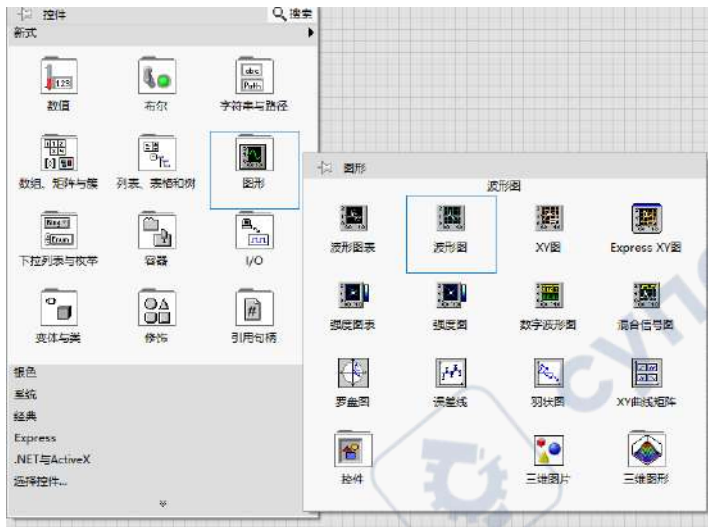 控件
搜索
新式
数值
布尔
字符串与路径
数组、矩阵与簇
列表、表格和树
图形
下拉列表与枚举
容器
I/O
变体与类
修饰
引用句柄
银色
系统
经典
Express
.NET与ActiveX
选择控件...
图形
波形图
波形图表
波形图
XY图
Express XY图
强度图表
强度图
数字波形图
混合信号图
罗盘图
误差线
羽状图
XY曲线矩阵
控件
三维图片
三维图形